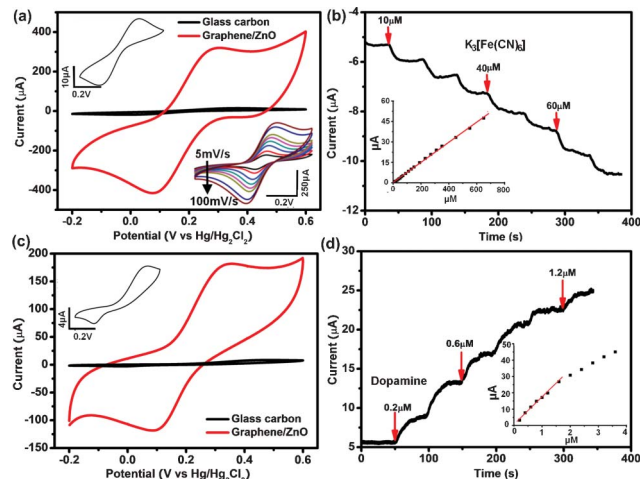 (a)
Glass carbon
Graphene/ZnO
400
200
0
-200
-400
Current (μA)
10μA
0.2V
5mV/s
100mV/s
250μA
0.2V
-0.2
0.0
0.2
0.4
0.6
Potential (V vs Hg/Hg2Cl2)
(b)
10μM
K3[Fe(CN)6]
40μM
60μM
-4
-6
-8
-10
-12
Current (μA)
μA
60
45
30
15
0
0
200
400
600
800
μM
0
100
200
300
400
Time (s)
(c)
200
150
100
50
0
-50
-100
-150
Current (μA)
4μA
0.2V
Glass carbon
Graphene/ZnO
-0.2
0.0
0.2
0.4
0.6
Potential (V vs Hg/Hg2Cl2)
(d)
1.2μM
0.6μM
Dopamine
0.2μM
30
25
20
15
10
5
Current (μA)
μA
50
40
30
20
10
0
0
1
2
3
4
μM
0
100
200
300
400
Time (s)